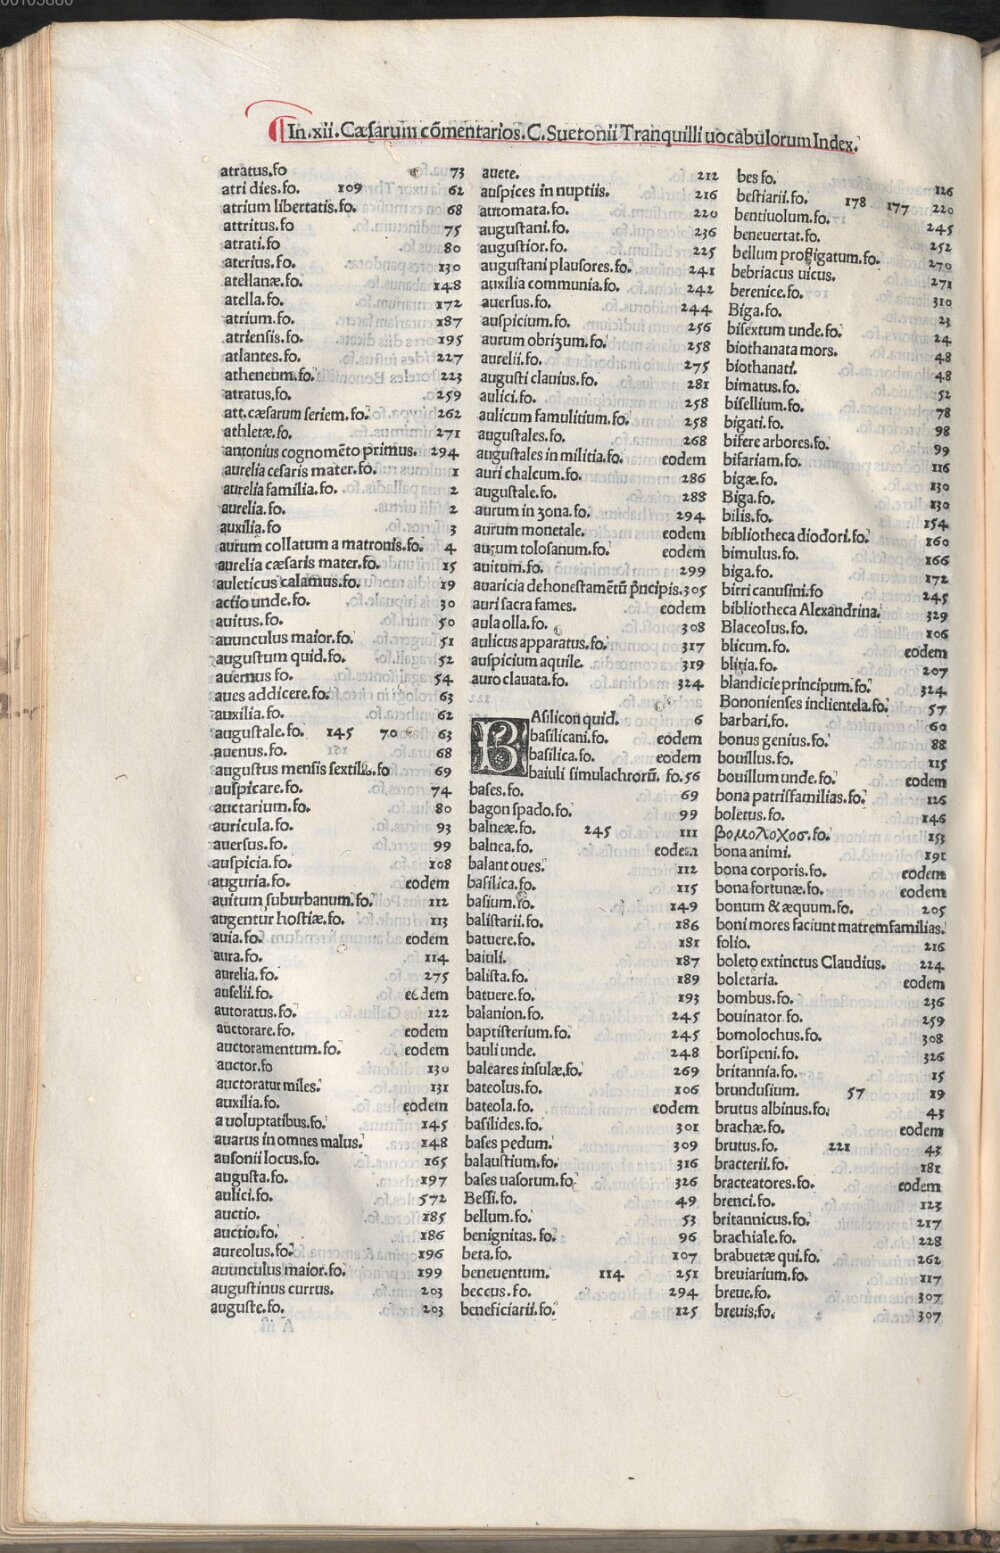 In.xii.Cæsarum cōmentarios.C.Suetonii Tranquilli uocabulorum Index.
atratus.fo 73
atri dies.fo. 109 62
atrium libertatis.fo. 68
attritus.fo 75
atrati.fo 80
aterius.fo. 130
atellanæ.fo. 148
atella.fo. 172
atrium.fo. 187
atriensis.fo. 195
atlantes.fo. 227
atheneum.fo. 223
atratus.fo. 259
att.cæsarum seriem.fo. 262
athletæ.fo. 271
antonius cognomēto primus. 294
aurelia cesaris mater.fo. 1
aurelia familia.fo. 2
aurelia.fo. 2
auxilia.fo 3
aurum collatum a matronis.fo. 4
aurelia cæsaris mater.fo. 15
auleticus calamus.fo. 19
actio unde.fo. 30
auitus.fo. 50
auunculus maior.fo. 51
augustum quid.fo. 52
auernus fo. 54
aues addicere.fo. 63
auxilia.fo. 62
augustale.fo. 145 70 63
auenus.fo. 68
augustus mensis sextilis.fo 69
auspicare.fo. 74
auctarium.fo. 80
auricula.fo. 93
auersus.fo. 99
auspicia.fo. 108
auguria.fo. eodem
auitum suburbanum.fo. 112
augentur hostiæ.fo. 113
auia.fo. eodem
aura.fo. 114
aurelia.fo. 275
auselii.fo. eodem
autoratus.fo. 122
auctorare.fo. eodem
auctoramentum.fo. eodem
auctor.fo 130
auctoratur miles. 131
auxilia.fo. eodem
a uoluptatibus.fo. 145
auarus in omnes malus. 148
ausonii locus.fo. 165
augusta.fo. 197
aulici.fo. 572
auctio. 185
auctio.fo. 186
aureolus.fo. 196
auunculus maior.fo. 199
augustinus currus. 203
auguste.fo. 203
auete. 212
auspices in nuptiis. 216
automata.fo. 220
augustani.fo. 236
augustior.fo. 225
augustani plausores.fo. 241
auxilia communia.fo. 242
auersus.fo. 244
auspicium.fo. 256
aurum obrizum.fo. 258
aurelii.fo. 275
augusti clauius.fo. 281
aulici.fo. 258
aulicum famulitium.fo. 258
augustales.fo. 268
augustales in militia.fo. eodem
auri chalcum.fo. 286
augustale.fo. 288
aurum in zona.fo. 294
aurum monetale. eodem
aurum tolosanum.fo. eodem
auitum.fo. 299
auaricia dehonestamētū p̄ncipis. 305
auri sacra fames. eodem
aula olla.fo. 308
aulicus apparatus.fo. 317
auspicium aquile. 319
auro clauata.fo. 324
BAsilicon quid. 6
basilicani.fo. eodem
basilica.fo. eodem
baiuli simulachrorū. fo. 56
bases.fo. 69
bagon spado.fo. 99
balneæ.fo. 245 111
balnea.fo. eodem
balant oues. 112
basilica.fo. 115
basium.fo. 149
balistarii.fo. 186
batuere.fo. 181
baiuli. 187
balista.fo. 189
batuere.fo. 193
balanion.fo. 245
baptisterium.fo. 245
bauli unde. 248
baleares insulæ.fo. 269
bateolus.fo. 106
bateola.fo. eodem
basilides.fo. 301
bases pedum. 309
balaustium.fo. 316
bases uasorum.fo 326
Bessi.fo. 49
bellum.fo. 53
benignitas.fo. 96
beta.fo. 107
beneuentum. 114 251
beccus.fo. 294
beneficiarii.fo. 125
bes fo. 126
bestiarii.fo. 178 177 220
bentiuolum.fo. 245
beneuertat.fo. 252
bellum profligatum.fo. 270
bebriacus uicus. 271
berenice.fo. 310
Biga.fo. 23
bisextum unde.fo. 24
biothanata mors. 48
biothanati. 48
bimatus.fo. 52
bisellium.fo. 78
bigati.fo. 98
bifere arbores.fo. 99
bifariam.fo. 116
bigæ.fo. 130
Biga.fo. 130
bilis.fo. 154
bibliotheca diodori.fo. 160
bimulus.fo. 166
biga.fo. 172
birri canusini.fo 245
bibliotheca Alexandrina. 329
Blaceolus.fo. 106
blicum.fo. eodem
blitia.fo. 207
blandicie principum.fo. 324
Bononienses inclientela.fo. 57
barbari.fo. 60
bonus genius.fo. 88
bouillus.fo. 115
bouillum unde.fo. eodem
bona patrisfamilias.fo. 126
boletus.fo. 146
βομολοχοσ.fo. 153
bona animi. 191
bona corporis.fo. eodem
bona fortunæ.fo. eodem
bonum & æquum.fo. 205
boni mores faciunt matremfamilias.
folio. 216
boleto extinctus Claudius. 224
boletaria. eodem
bombus.fo. 236
bouinator.fo. 259
bomolochus.fo. 308
borsipeni.fo. 326
britannia.fo. 15
brundusium. 57 19
brutus albinus.fo. 43
brachæ.fo. eodem
brutus.fo. 221 43
bracterii.fo. 181
bracteatores.fo. eodem
brenci.fo. 123
britannicus.fo. 217
brachiale.fo. 228
brabuetæ qui.fo. 262
breuiarium.fo. 117
breue.fo. 307
breuis.fo. 307